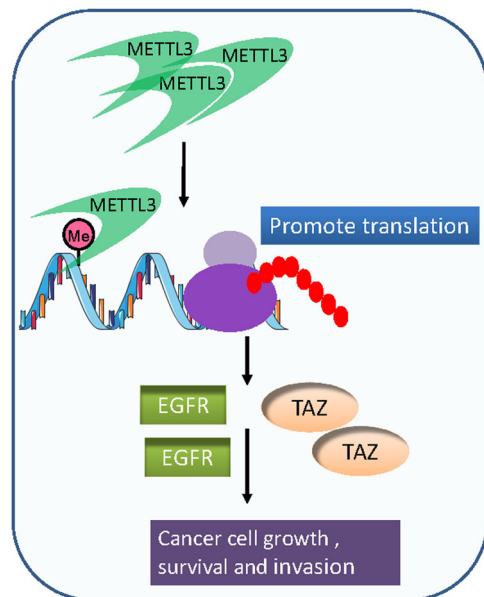 METTL3
METTL3
METTL3
METTL3
Me
Promote translation
EGFR
TAZ
EGFR
TAZ
Cancer cell growth ,
survival and invasion